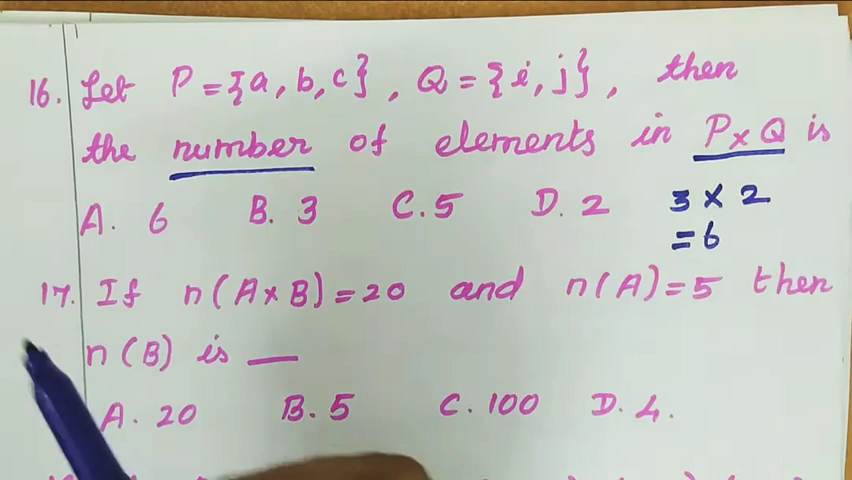 16. Let P = {a, b, c}, Q = {i, j}, then
the number of elements in P×Q is
A. 6 B. 3 C. 5 D. 2 3 × 2
= 6
17. If n(A×B) = 20 and n(A) = 5 then
n(B) is __
A. 20 B. 5 C. 100 D. 4.